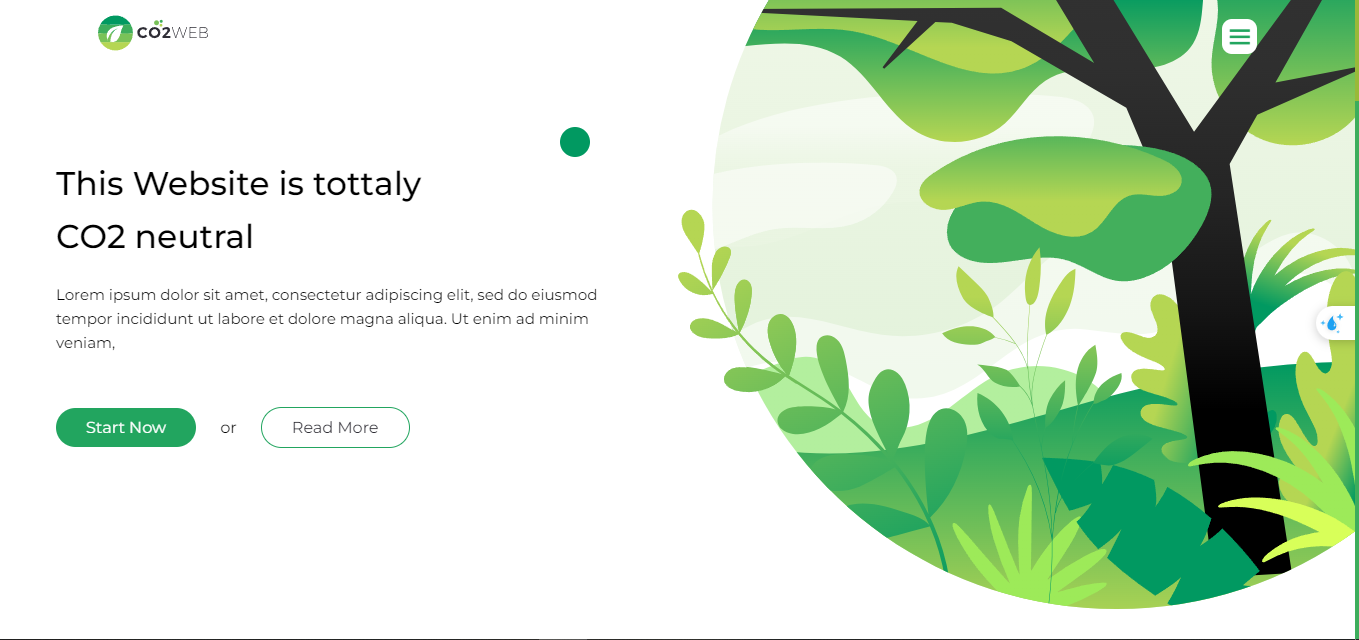 CO2WEB
This Website is tottaly
CO2 neutral
Lorem ipsum dolor sit amet, consectetur adipiscing elit, sed do eiusmod
tempor incididunt ut labore et dolore magna aliqua. Ut enim ad minim
veniam,
Start Now or Read More